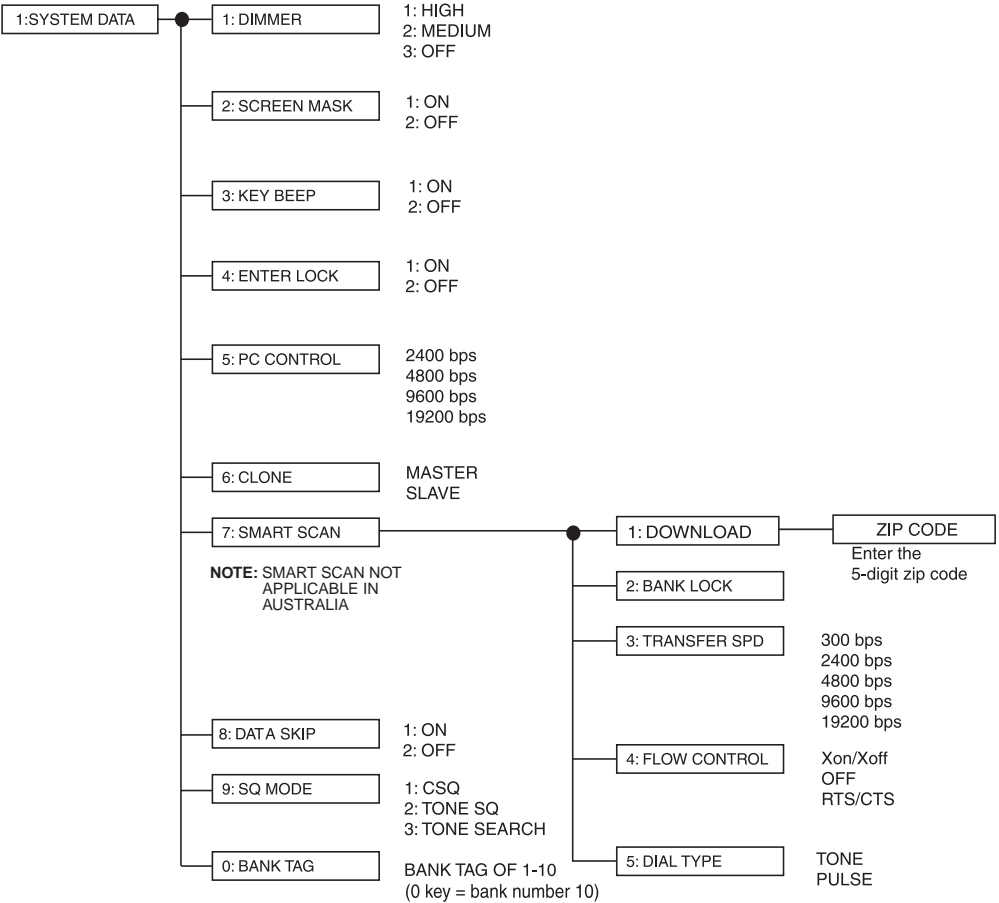 1:SYSTEM DATA
1: DIMMER
1: HIGH
2: MEDIUM
3: OFF
2: SCREEN MASK
1: ON
2: OFF
3: KEY BEEP
1: ON
2: OFF
4: ENTER LOCK
1: ON
2: OFF
5: PC CONTROL
2400 bps
4800 bps
9600 bps
19200 bps
6: CLONE
MASTER
SLAVE
7: SMART SCAN
NOTE: SMART SCAN NOT
APPLICABLE IN
AUSTRALIA
1: DOWNLOAD
ZIP CODE
Enter the
5-digit zip code
2: BANK LOCK
3: TRANSFER SPD
300 bps
2400 bps
4800 bps
9600 bps
19200 bps
4: FLOW CONTROL
Xon/Xoff
OFF
RTS/CTS
5: DIAL TYPE
TONE
PULSE
8: DATA SKIP
1: ON
2: OFF
9: SQ MODE
1: CSQ
2: TONE SQ
3: TONE SEARCH
0: BANK TAG
BANK TAG OF 1-10
(0 key = bank number 10)